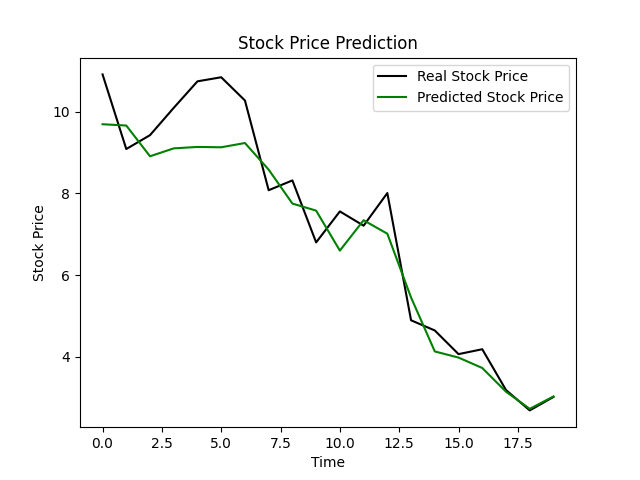 Stock Price Prediction
Real Stock Price
Predicted Stock Price
Stock Price
10
8
6
4
0.0 2.5 5.0 7.5 10.0 12.5 15.0 17.5
Time